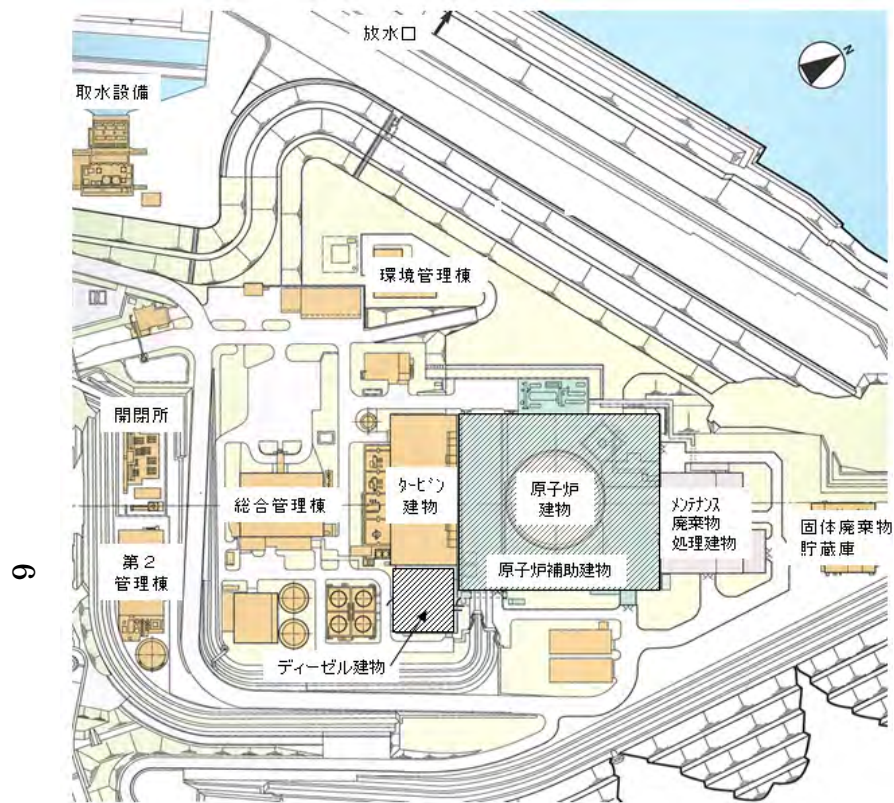 放水口
N
取水設備
環境管理棟
開閉所
総合管理棟
タービン
建物
原子炉
建物
メンテナンス
廃棄物
処理建物
固体廃棄物
貯蔵庫
第2
管理棟
原子炉補助建物
ディーゼル建物
9